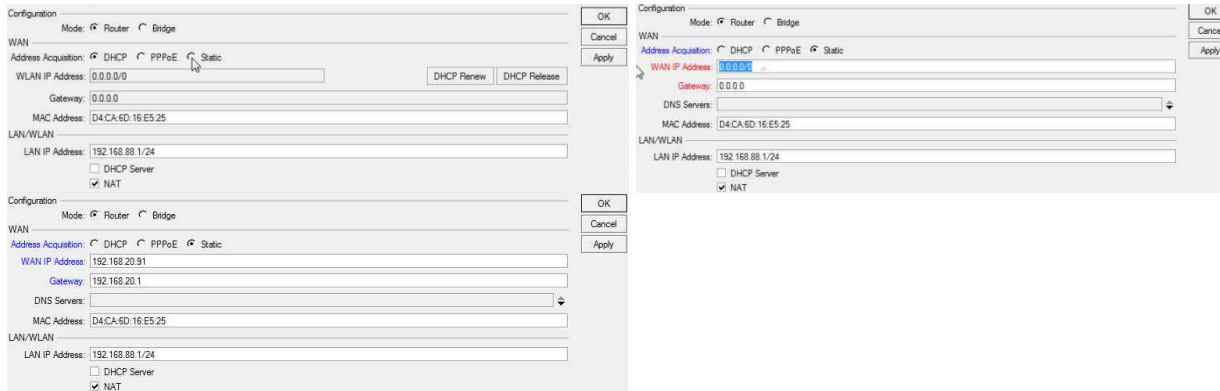 Configuration
Mode: Router Bridge
OK
WAN
Cancel
Address Acquisition: DHCP PPPoE Static
Apply
WLAN IP Address: 0.0.0.0/0
DHCP Renew DHCP Release
Gateway: 0.0.0.0
MAC Address: D4:CA:6D:16:E5:25
LAN/WLAN
LAN IP Address: 192.168.88.1/24
DHCP Server
NAT
Configuration
Mode: Router Bridge
OK
WAN
Cance
Address Acquisition: DHCP PPPoE Static
Apply
WAN IP Address: 0.0.0.0/0
Gateway: 0.0.0.0
DNS Servers:
MAC Address: D4:CA:6D:16:E5:25
LAN/WLAN
LAN IP Address: 192.168.88.1/24
DHCP Server
NAT
Configuration
Mode: Router Bridge
OK
WAN
Cancel
Address Acquisition: DHCP PPPoE Static
Apply
WAN IP Address: 192.168.20.91
Gateway: 192.168.20.1
DNS Servers:
MAC Address: D4:CA:6D:16:E5:25
LAN/WLAN
LAN IP Address: 192.168.88.1/24
DHCP Server
NAT